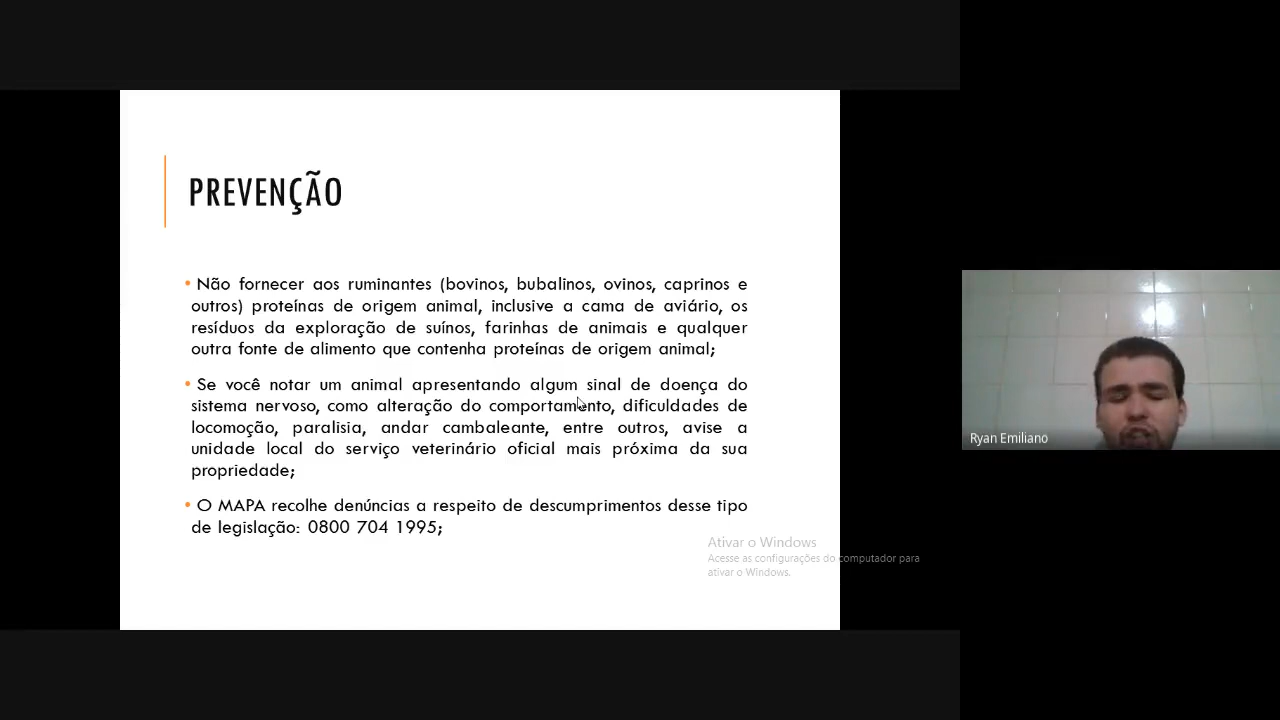 PREVENÇÃO
• Não fornecer aos ruminantes (bovinos, bubalinos, ovinos, caprinos e
outros) proteínas de origem animal, inclusive a cama de aviário, os
resíduos da exploração de suínos, farinhas de animais e qualquer
outra fonte de alimento que contenha proteínas de origem animal;
• Se você notar um animal apresentando algum sinal de doença do
sistema nervoso, como alteração do comportamento, dificuldades de
locomoção, paralisia, andar cambaleante, entre outros, avise a
unidade local do serviço veterinário oficial mais próxima da sua
propriedade;
• O MAPA recolhe denúncias a respeito de descumprimentos desse tipo
de legislação: 0800 704 1995;
Ativar o Windows
Acesse as configurações do computador para
ativar o Windows.
Ryan Emiliano